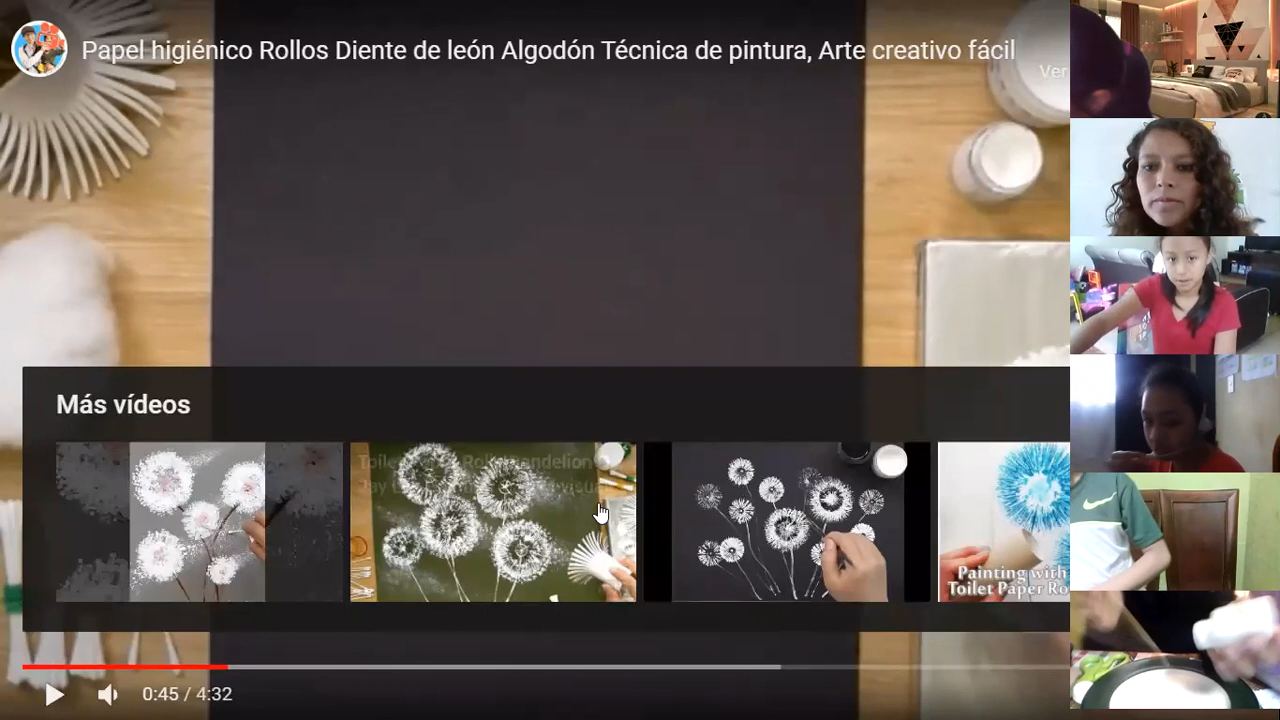 Papel higiénico Rollos Diente de león Algodón Técnica de pintura, Arte creativo fácil
Ver
Más vídeos
Painting with
Toilet Paper Ro
0:45 / 4:32